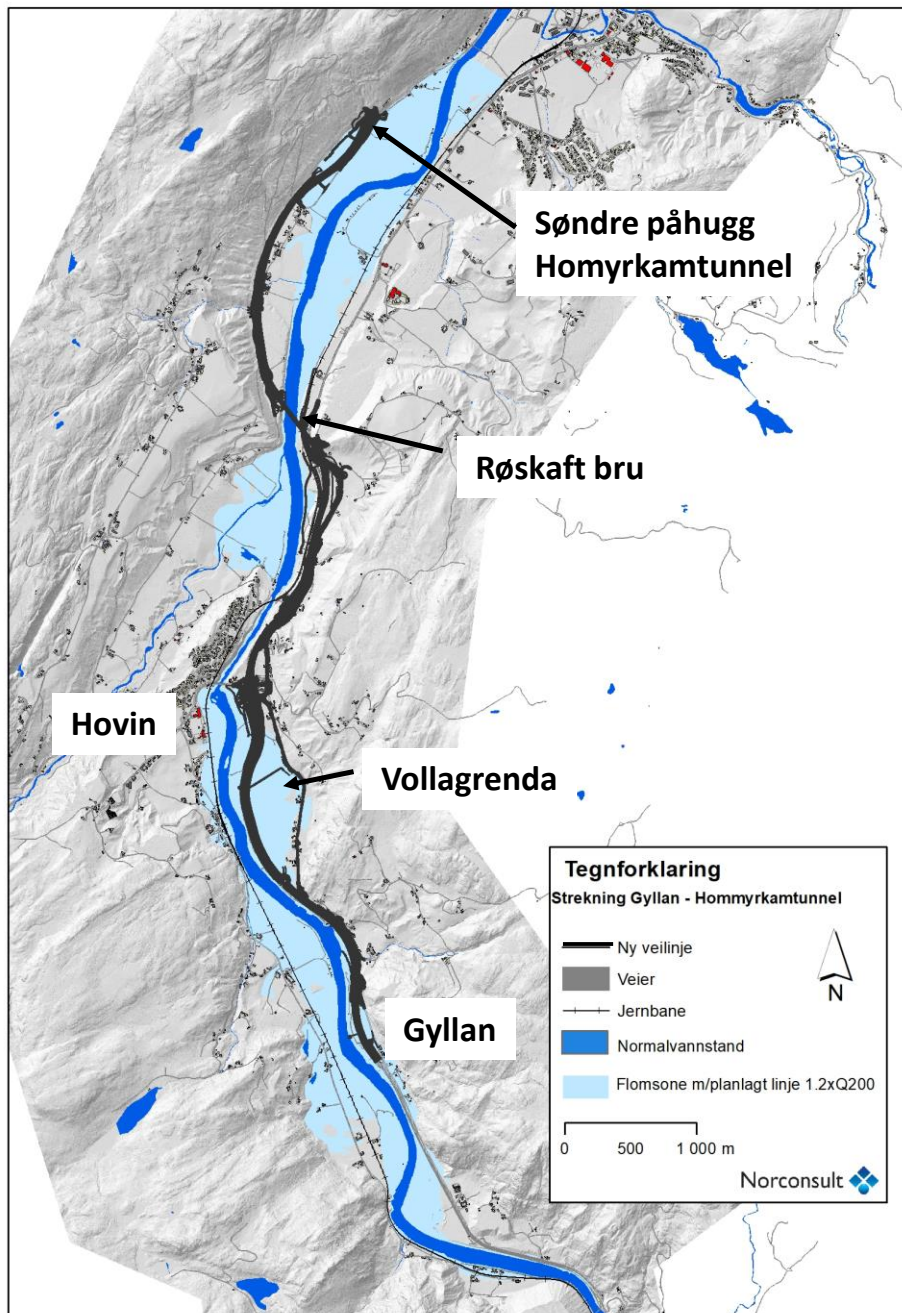 Søndre påhugg
Homyrkamtunnel
Røskaft bru
Hovin
Vollagrenda
Gyllan
Tegnforklaring
Strekning Gyllan - Hommyrkamtunnel
Ny veilinje
Veier
Jernbane
Normalvannstand
Flomsone m/planlagt linje 1.2xQ200
N
0 500 1 000 m
Norconsult